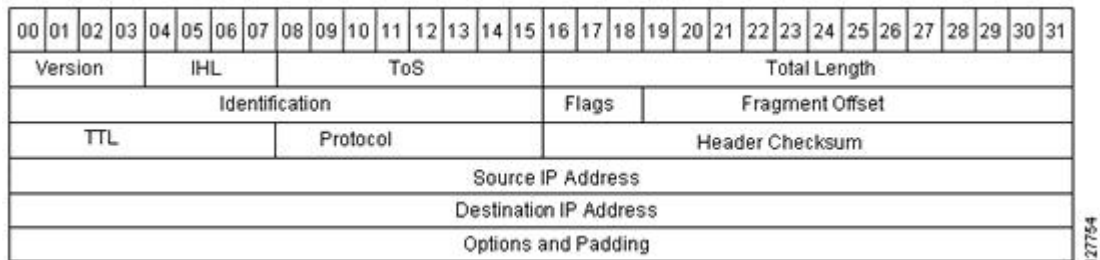 00 01 02 03 04 05 06 07 08 09 10 11 12 13 14 15 16 17 18 19 20 21 22 23 24 25 26 27 28 29 30 31
Version IHL ToS Total Length
Identification Flags Fragment Offset
TTL Protocol Header Checksum
Source IP Address
Destination IP Address
Options and Padding
27754